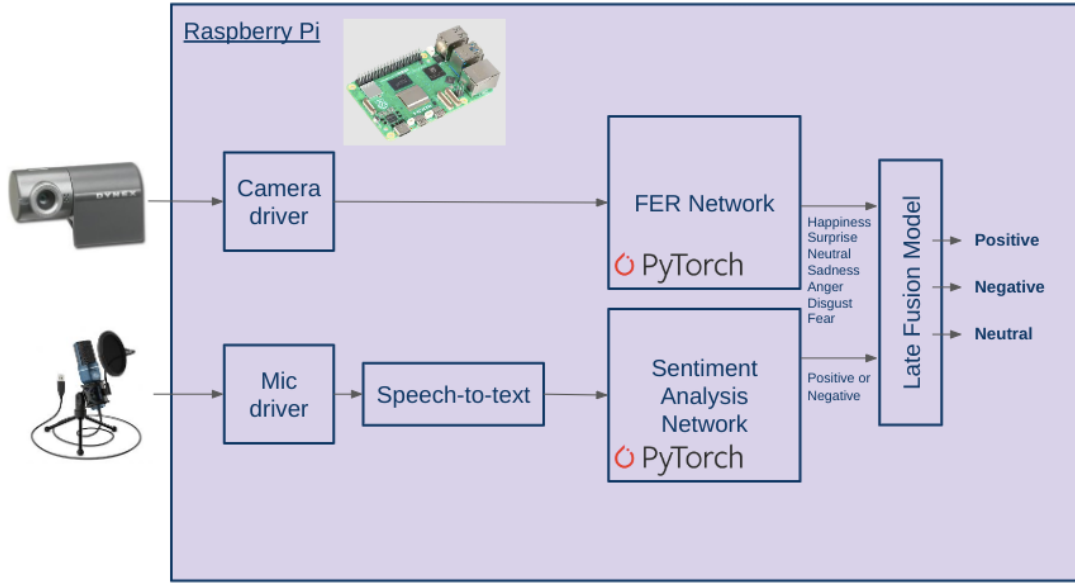 Raspberry Pi
DYNEX
Camera
driver
FER Network
PyTorch
Happiness
Surprise
Neutral
Sadness
Anger
Disgust
Fear
Late Fusion Model
Positive
Negative
Neutral
Mic
driver
Speech-to-text
Sentiment
Analysis
Network
PyTorch
Positive or
Negative